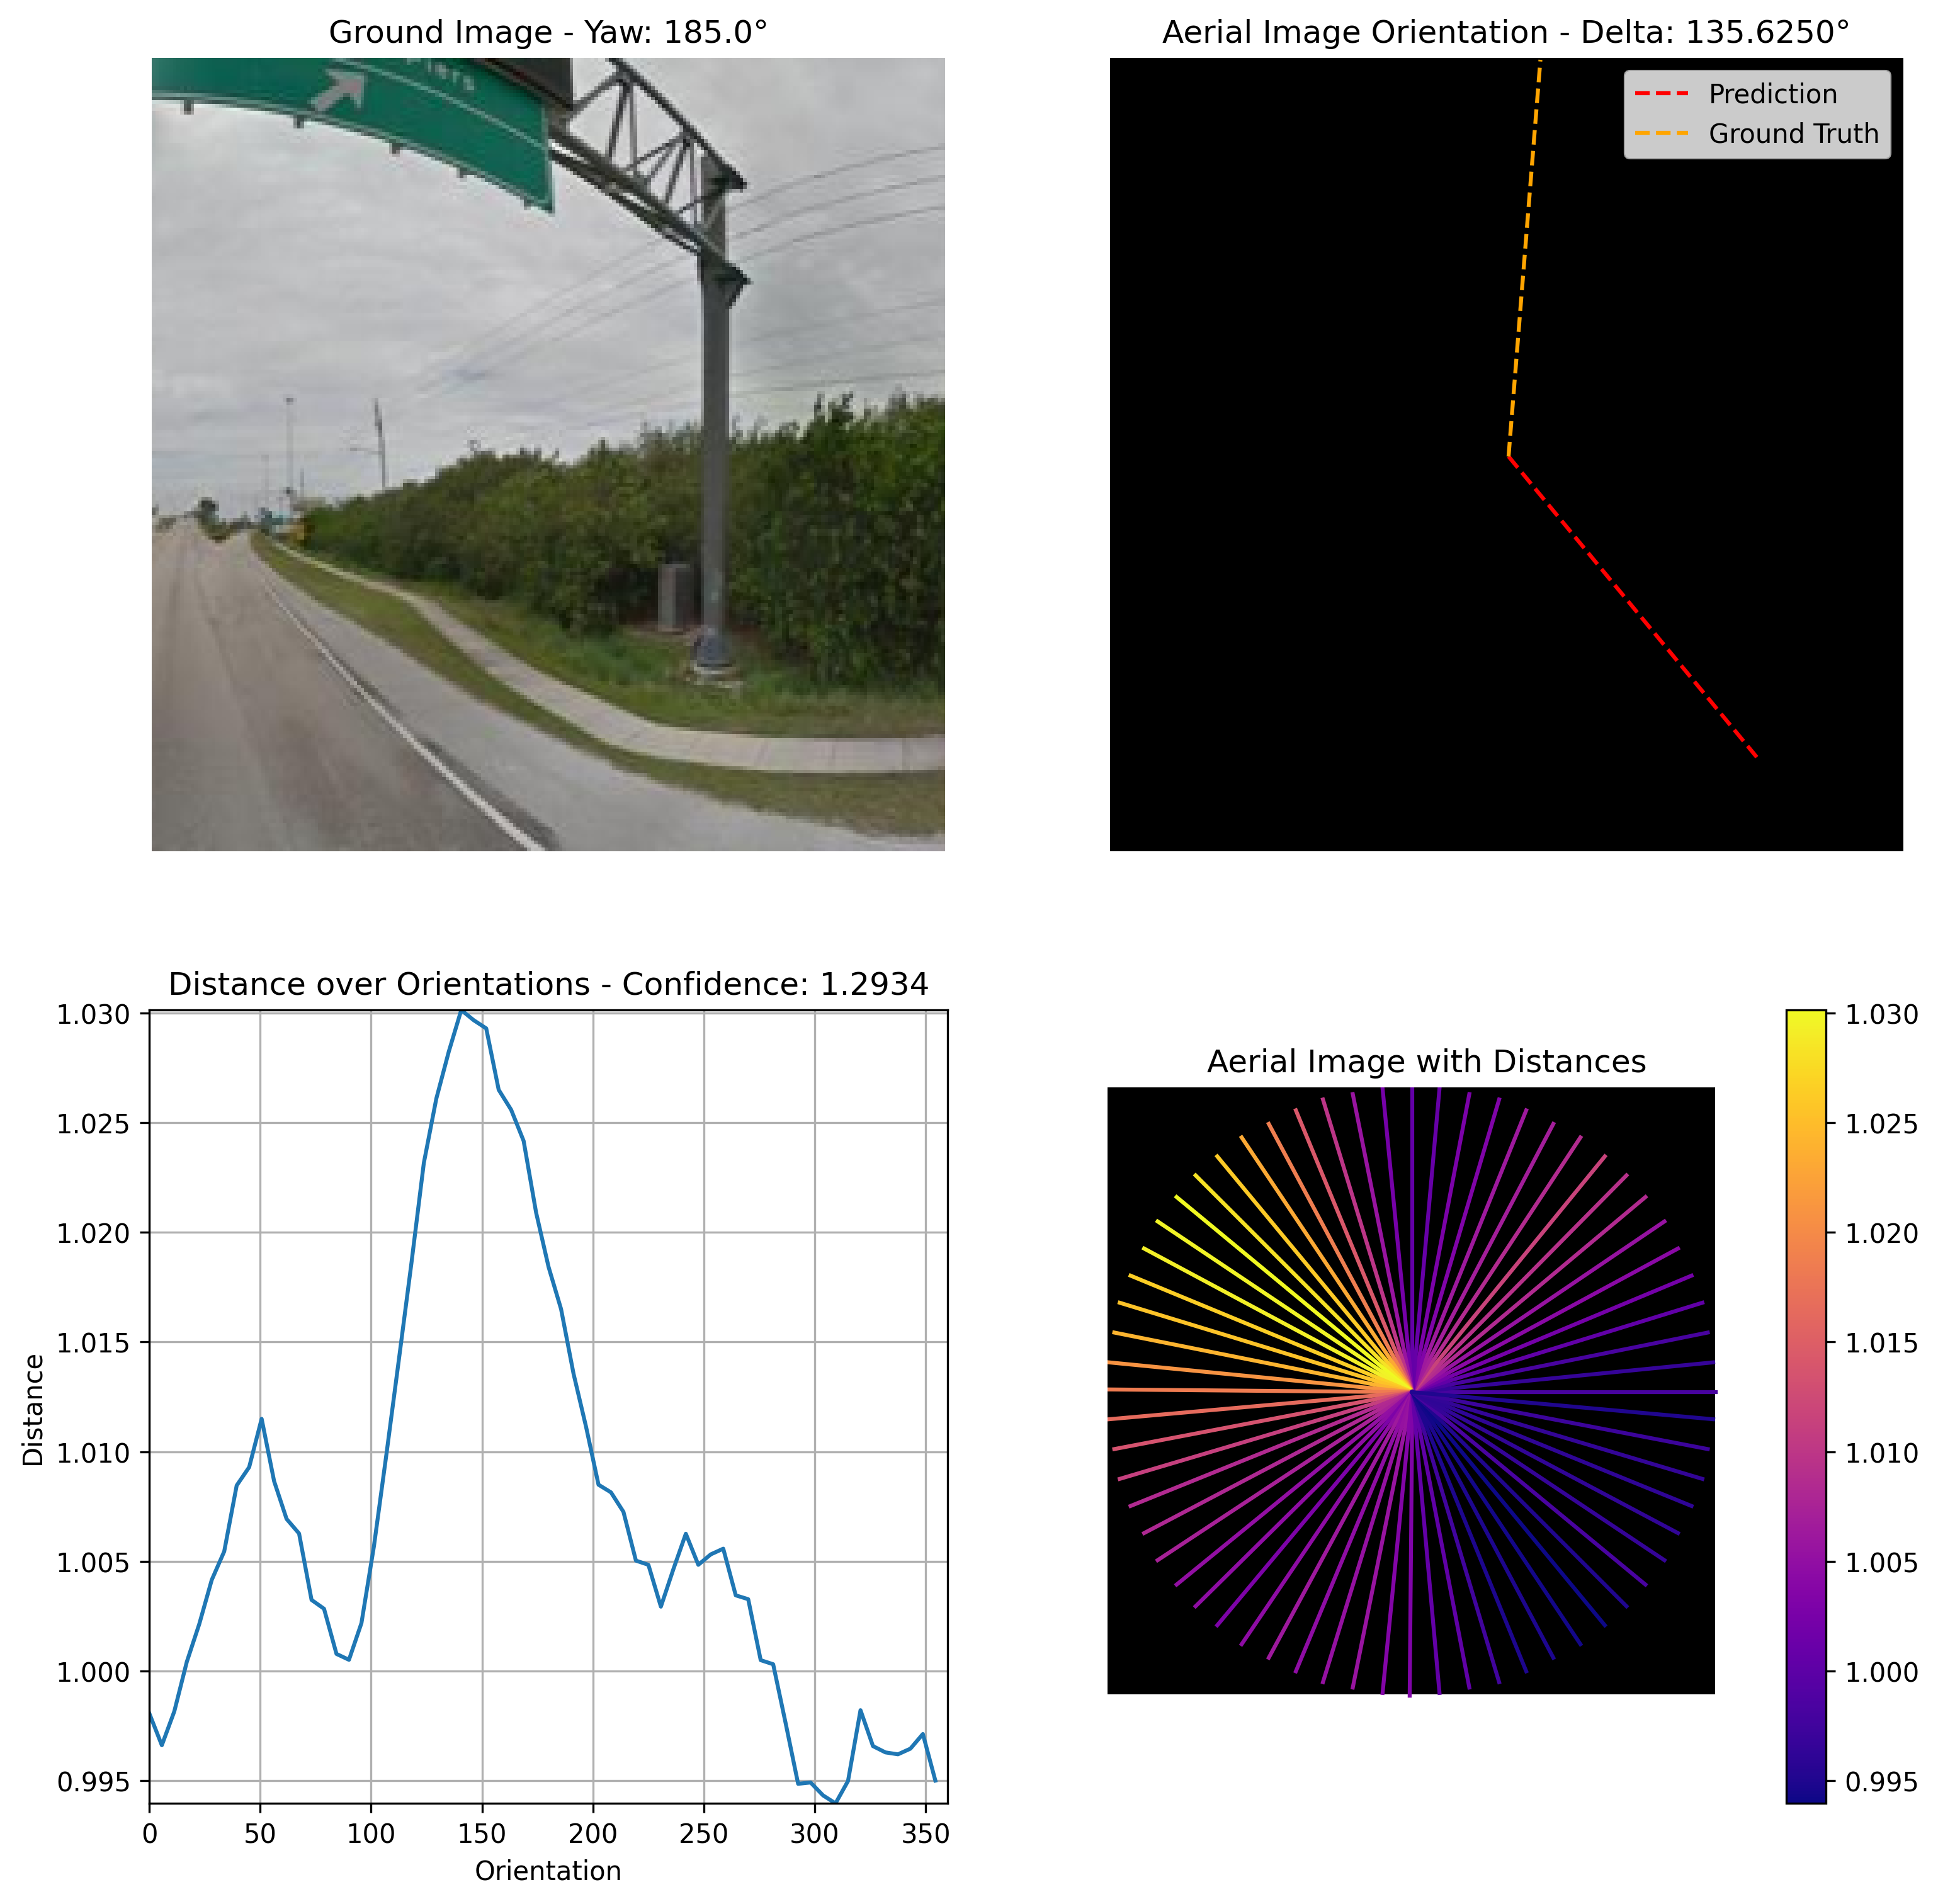 Ground Image - Yaw: 185.0°
Aerial Image Orientation - Delta: 135.6250°
Prediction
Ground Truth
Distance over Orientations - Confidence: 1.2934
1.030
1.025
1.020
1.015
1.010
1.005
1.000
0.995
Distance
0 50 100 150 200 250 300 350
Orientation
Aerial Image with Distances
1.030
1.025
1.020
1.015
1.010
1.005
1.000
0.995